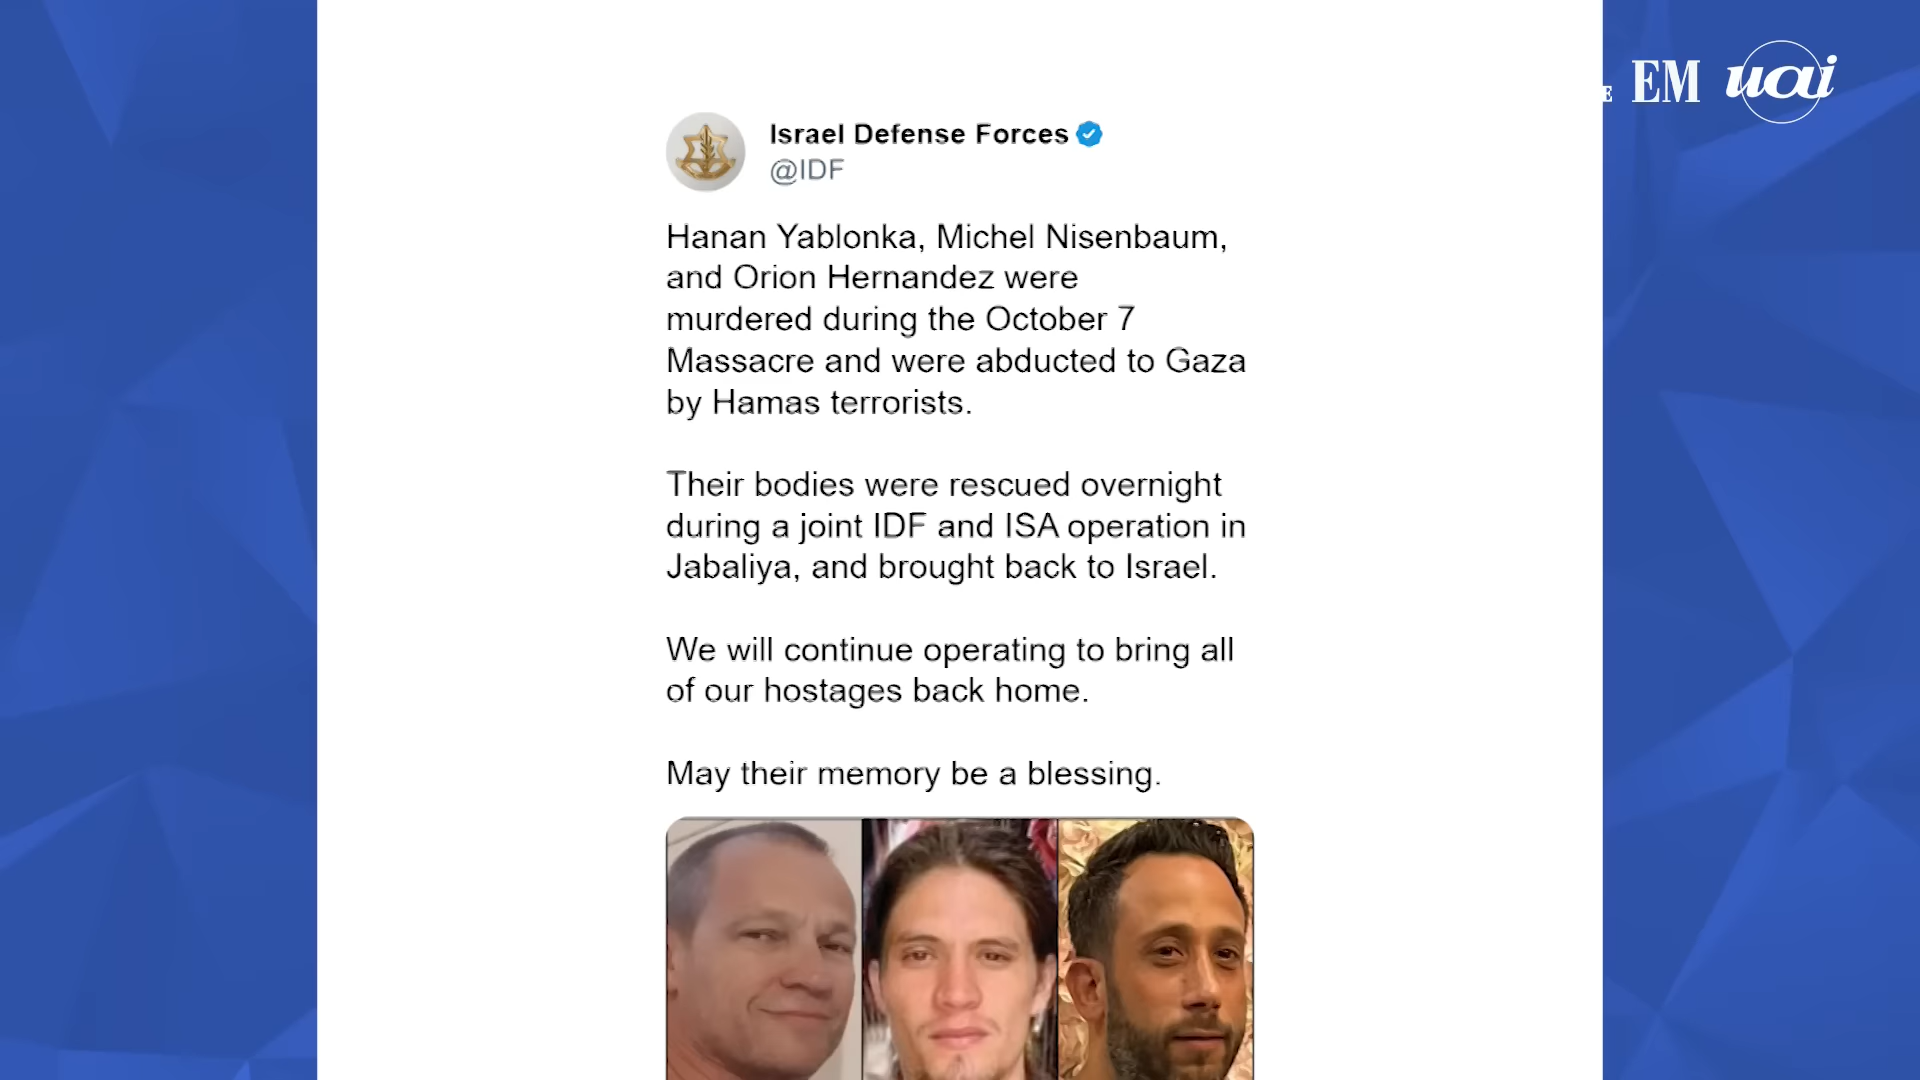 EM uai
Israel Defense Forces
@IDF
Hanan Yablonka, Michel Nisenbaum,
and Orion Hernandez were
murdered during the October 7
Massacre and were abducted to Gaza
by Hamas terrorists.
Their bodies were rescued overnight
during a joint IDF and ISA operation in
Jabaliya, and brought back to Israel.
We will continue operating to bring all
of our hostages back home.
May their memory be a blessing.